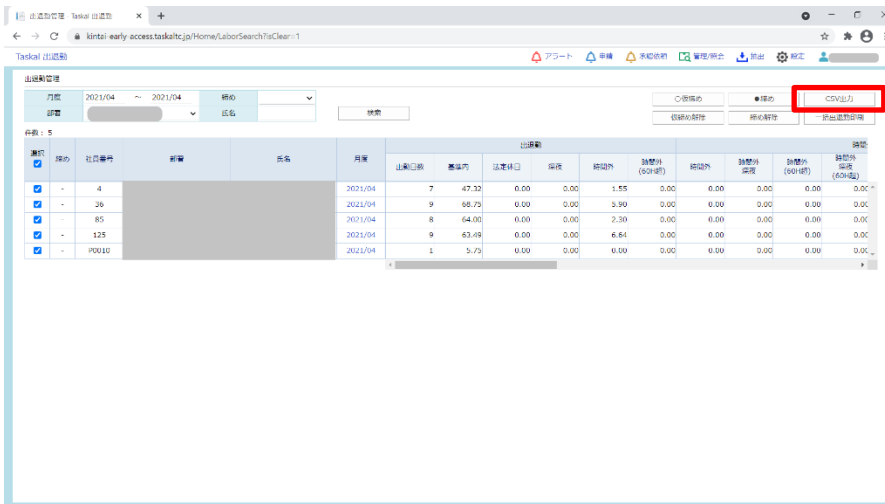 出退勤管理 - Taskal 出退勤
kintai-early-access.taskaltc.jp/Home/LaborSearch?isClear=1
Taskal 出退勤
アラート 申請 承認依頼 管理/照会 抽出 設定
出退勤管理
月度 2021/04 ～ 2021/04 締め ○仮締め ●締め CSV出力
部署 氏名 検索 仮締め解除 締め解除 一括出退勤印刷
件数: 5
出退勤 時間
選択 締め 社員番号 部署 氏名 月度 出勤日数 基準内 法定休日 深夜 時間外 時間外(60H超) 時間外 時間外深夜 時間外(60H超) 時間外深夜(60H超)
- 4 2021/04 7 47.32 0.00 0.00 1.55 0.00 0.00 0.00 0.00 0.00
- 36 2021/04 9 68.75 0.00 0.00 5.90 0.00 0.00 0.00 0.00 0.00
- 85 2021/04 8 64.00 0.00 0.00 2.30 0.00 0.00 0.00 0.00 0.00
- 125 2021/04 9 63.49 0.00 0.00 6.64 0.00 0.00 0.00 0.00 0.00
- P0010 2021/04 1 5.75 0.00 0.00 0.00 0.00 0.00 0.00 0.00 0.00